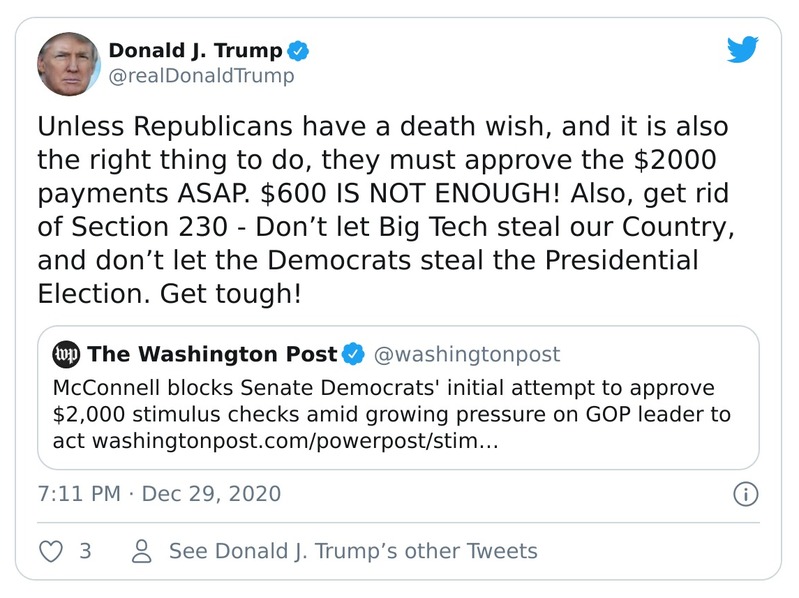 Donald J. Trump
@realDonaldTrump
Unless Republicans have a death wish, and it is also
the right thing to do, they must approve the $2000
payments ASAP. $600 IS NOT ENOUGH! Also, get rid
of Section 230 - Don’t let Big Tech steal our Country,
and don’t let the Democrats steal the Presidential
Election. Get tough!
wp The Washington Post @washingtonpost
McConnell blocks Senate Democrats' initial attempt to approve
$2,000 stimulus checks amid growing pressure on GOP leader to
act washingtonpost.com/powerpost/stim…
7:11 PM · Dec 29, 2020
3 See Donald J. Trump’s other Tweets